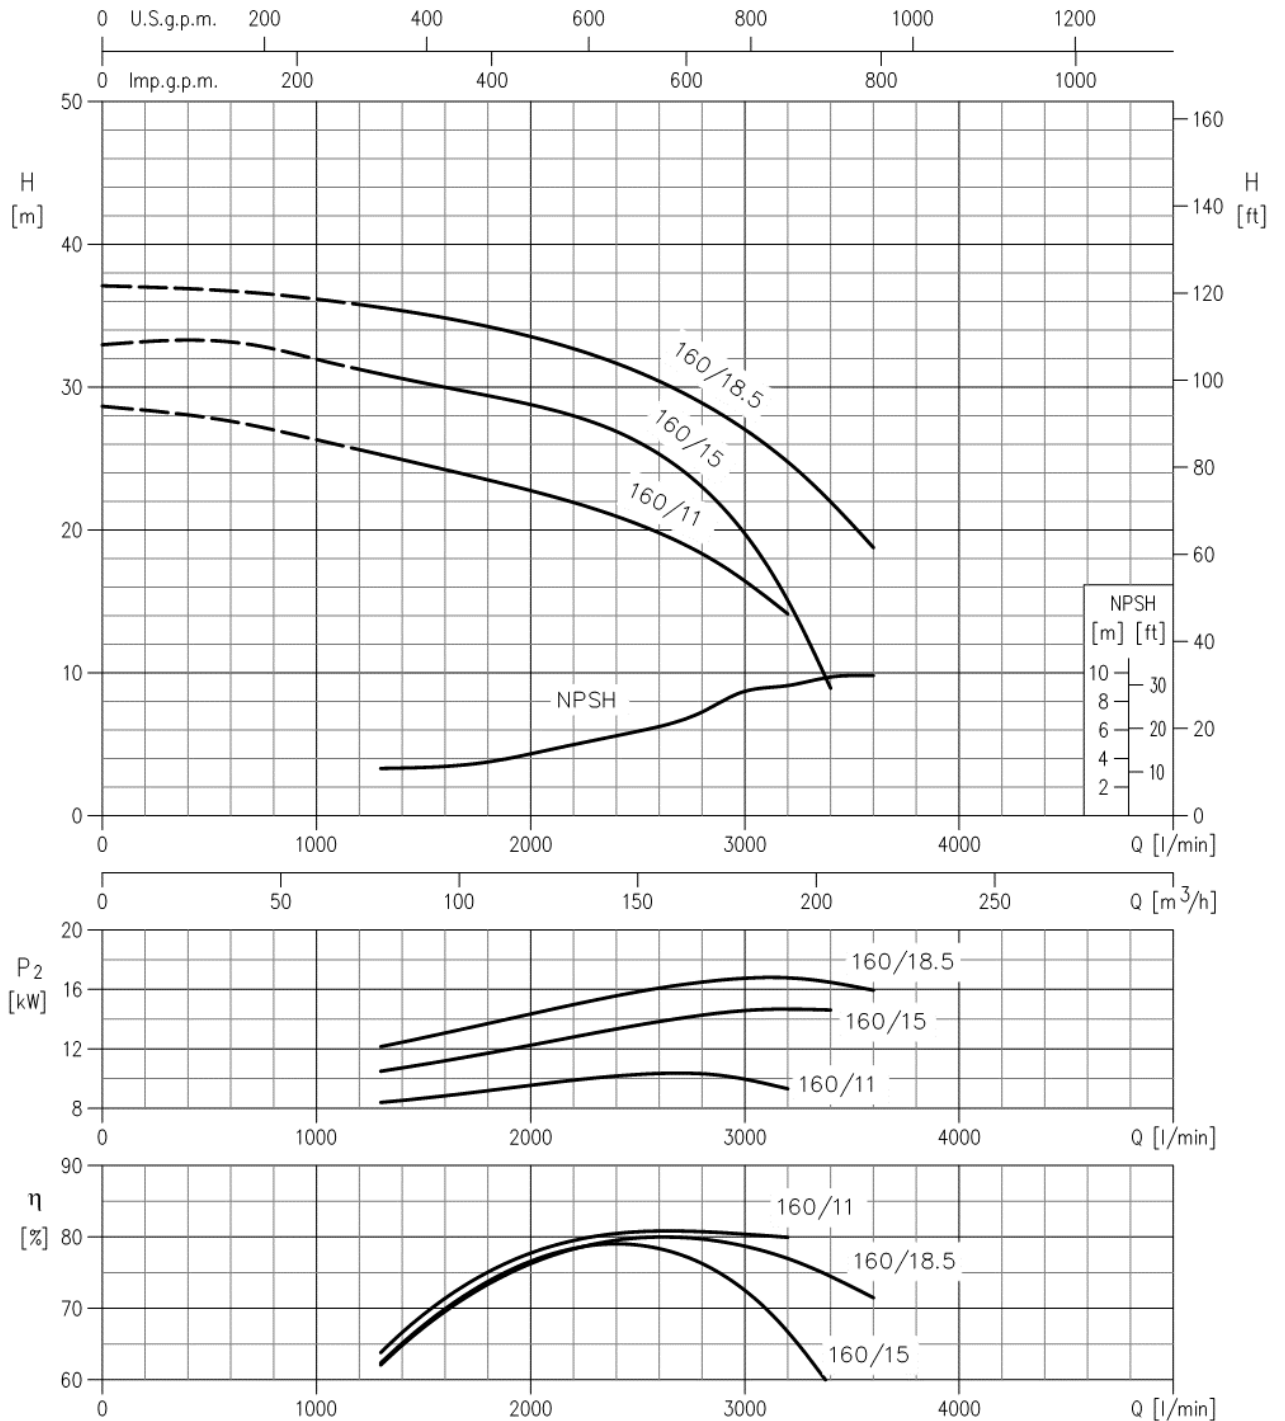 0 U.S.g.p.m. 200 400 600 800 1000 1200
0 Imp.g.p.m. 200 400 600 800 1000
50
160
H
[m]
H
[ft]
140
40
120
160/18.5
30
100
160/15
80
160/11
20
60
NPSH
[m] [ft]
40
10
10
30
8
NPSH
6
20
20
4
10
2
0
0
0 1000 2000 3000 4000 Q [l/min]
0 50 100 150 200 250 Q [m³/h]
20
P2
[kW]
160/18.5
16
160/15
12
160/11
8
0 1000 2000 3000 4000 Q [l/min]
90
η
[%]
160/11
80
160/18.5
70
160/15
60
0 1000 2000 3000 4000 Q [l/min]